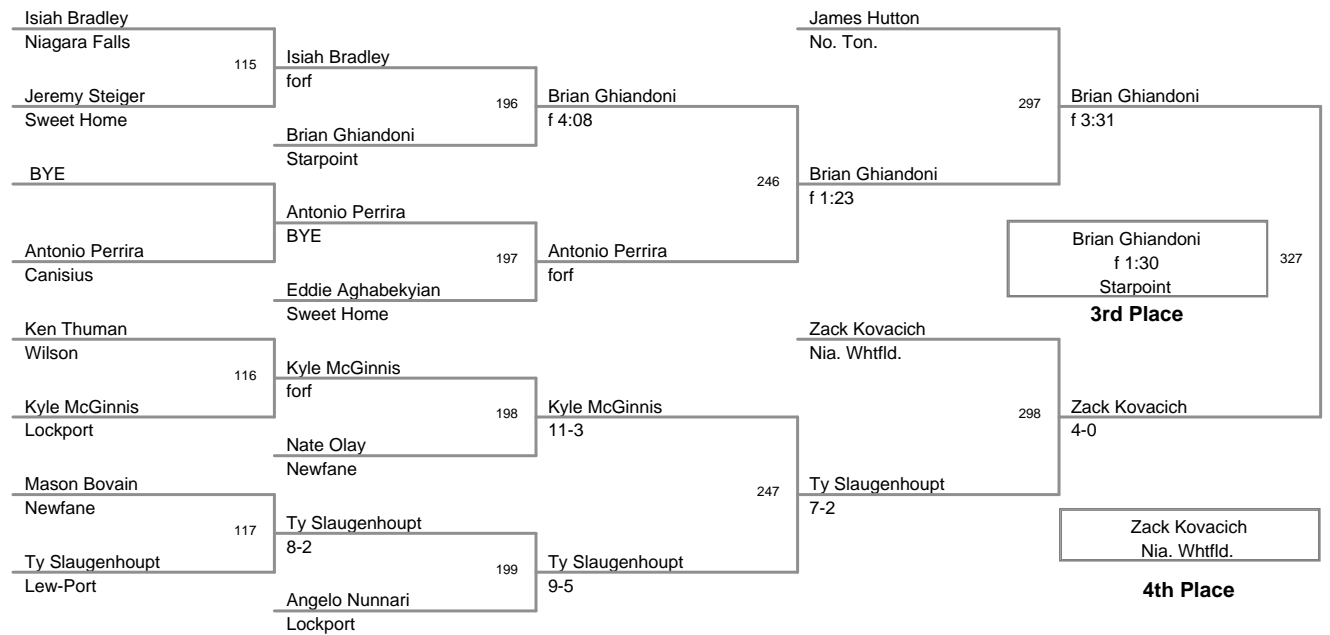 Isiah Bradley
Niagara Falls
115
Jeremy Steiger
Sweet Home
BYE
Antonio Perrira
Canisius
Ken Thuman
Wilson
116
Kyle McGinnis
Lockport
Mason Bovain
Newfane
117
Ty Slaugenhoupt
Lew-Port
Isiah Bradley
forf
196
Brian Ghiandoni
Starpoint
Antonio Perrira
BYE
197
Eddie Aghabekyian
Sweet Home
Kyle McGinnis
forf
198
Nate Olay
Newfane
Ty Slaugenhoupt
8-2
199
Angelo Nunnari
Lockport
Brian Ghiandoni
f 4:08
246
Antonio Perrira
forf
Kyle McGinnis
11-3
247
Ty Slaugenhoupt
9-5
James Hutton
No. Ton.
297
Brian Ghiandoni
f 1:23
Zack Kovacich
Nia. Whtfld.
298
Ty Slaugenhoupt
7-2
Brian Ghiandoni
f 3:31
327
Zack Kovacich
4-0
Brian Ghiandoni
f 1:30
Starpoint
3rd Place
Zack Kovacich
Nia. Whtfld.
4th Place